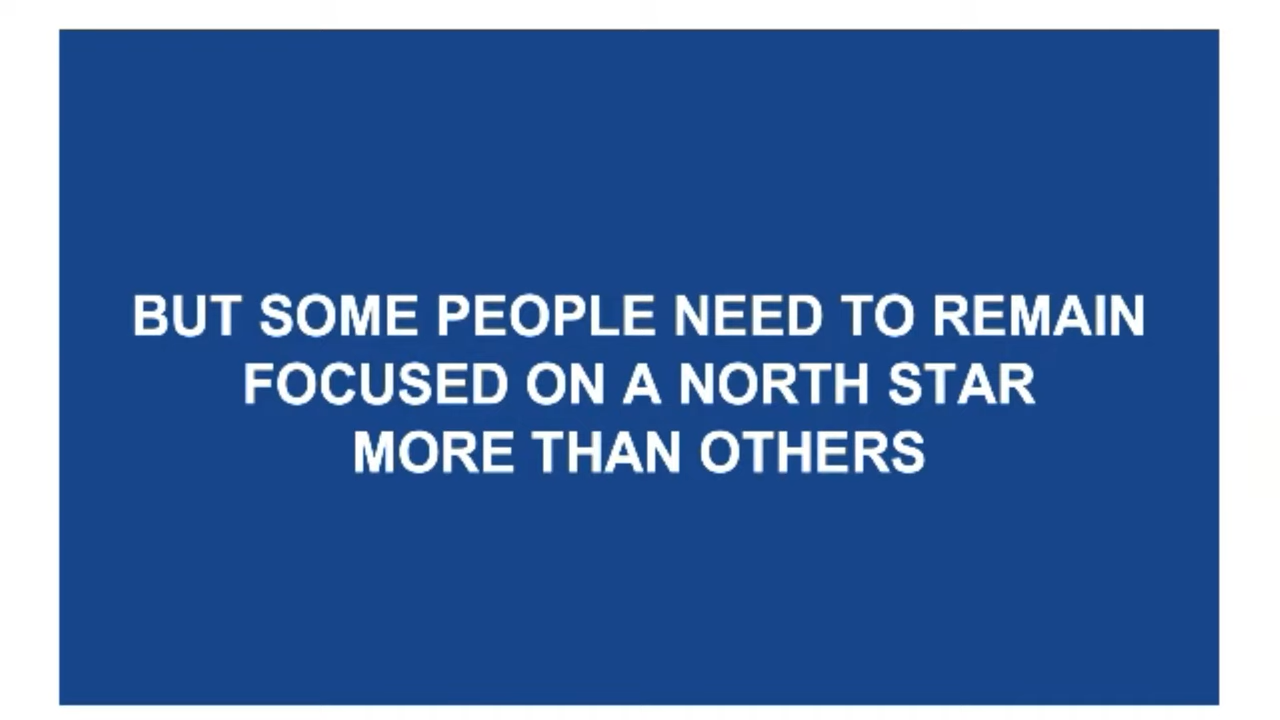 BUT SOME PEOPLE NEED TO REMAIN
FOCUSED ON A NORTH STAR
MORE THAN OTHERS